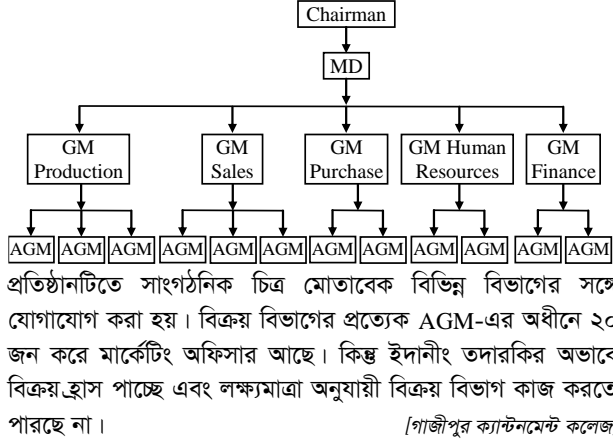 Chairman
MD
GM Production
GM Sales
GM Purchase
GM Human Resources
GM Finance
AGM AGM AGM AGM AGM AGM AGM AGM AGM AGM AGM AGM
প্রতিষ্ঠানটিতে সাংগঠনিক চিত্র মোতাবেক বিভিন্ন বিভাগের সঙ্গে
যোগাযোগ করা হয়। বিক্রয় বিভাগের প্রত্যেক AGM-এর অধীনে ২০
জন করে মার্কেটিং অফিসার আছে। কিন্তু ইদানীং তদারকির অভাবে
বিক্রয় হ্রাস পাচ্ছে এবং লক্ষ্যমাত্রা অনুযায়ী বিক্রয় বিভাগ কাজ করতে
পারছে না। [গাজীপুর ক্যান্টনমেন্ট কলেজ]